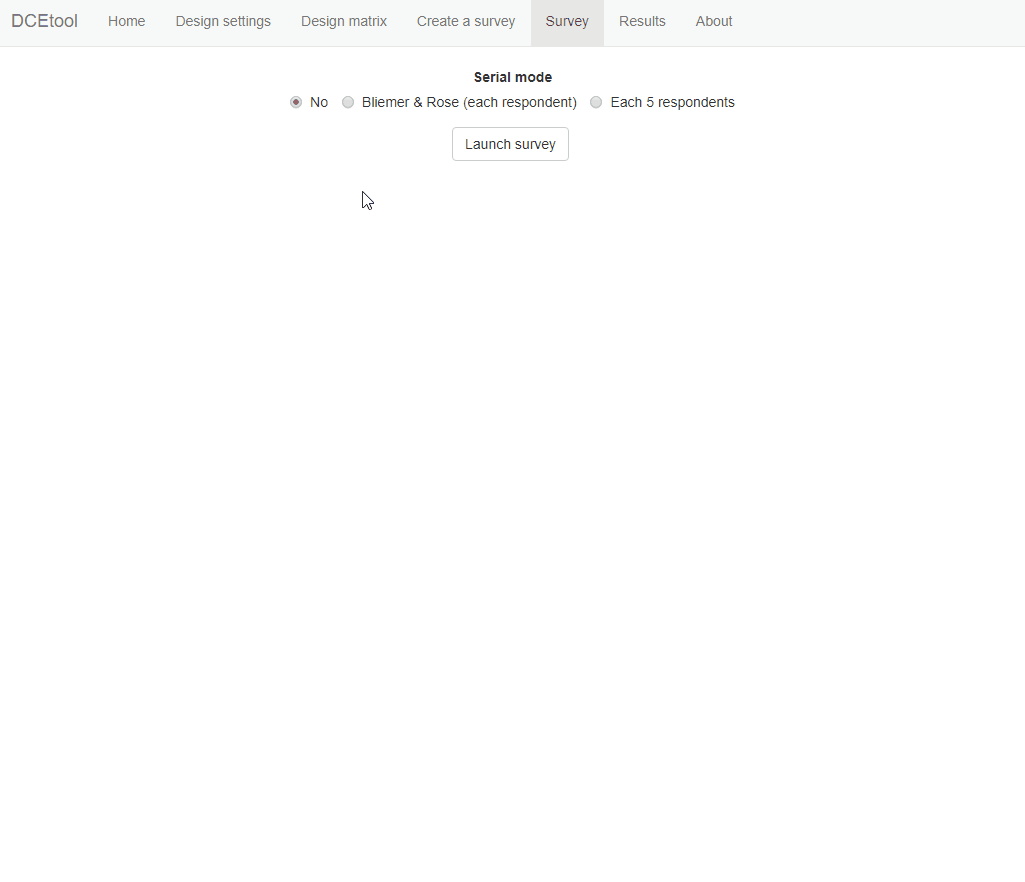 DCEtool Home Design settings Design matrix Create a survey Survey Results About
Serial mode
No Bliemer & Rose (each respondent) Each 5 respondents
Launch survey